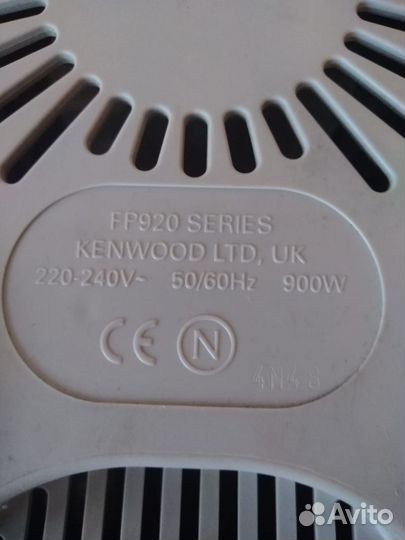 FP920 SERIES
KENWOOD LTD, UK
220-240V~ 50/60Hz 900W
CE N
4N48
Avito